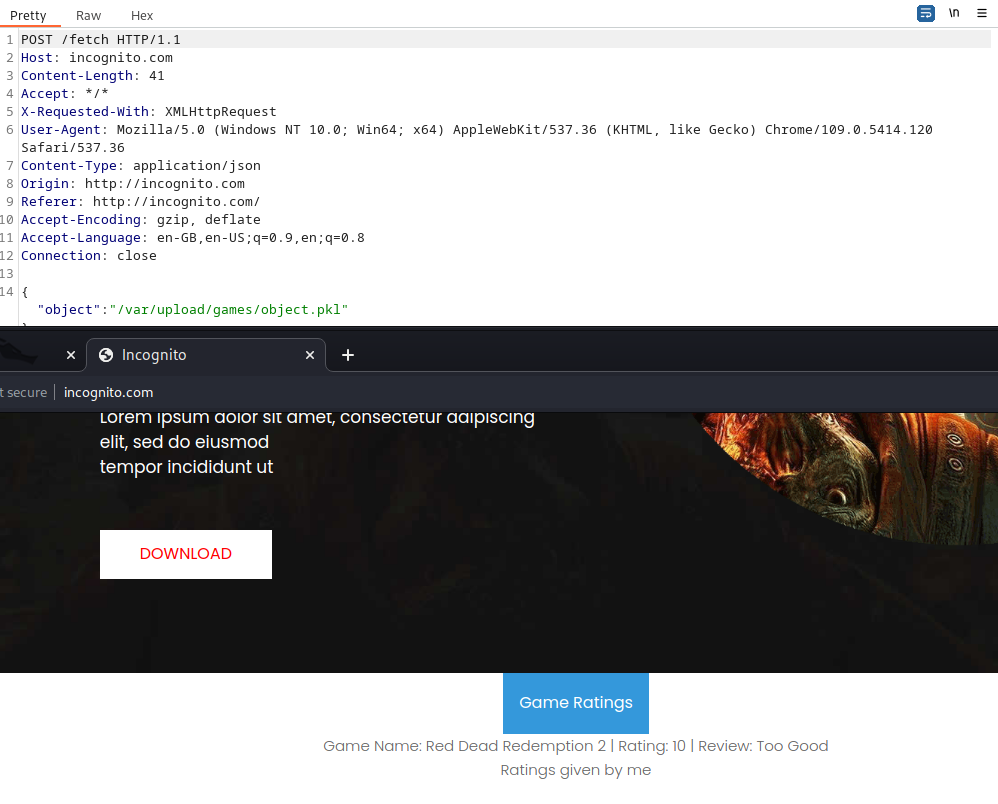 Pretty Raw Hex \n
1 POST /fetch HTTP/1.1
2 Host: incognito.com
3 Content-Length: 41
4 Accept: */*
5 X-Requested-With: XMLHttpRequest
6 User-Agent: Mozilla/5.0 (Windows NT 10.0; Win64; x64) AppleWebKit/537.36 (KHTML, like Gecko) Chrome/109.0.5414.120
Safari/537.36
7 Content-Type: application/json
8 Origin: http://incognito.com
9 Referer: http://incognito.com/
10 Accept-Encoding: gzip, deflate
11 Accept-Language: en-GB,en-US;q=0.9,en;q=0.8
12 Connection: close
13
14 {
"object":"/var/upload/games/object.pkl"
Incognito
t secure incognito.com
Lorem ipsum dolor sit amet, consectetur adipiscing
elit, sed do eiusmod
tempor incididunt ut
DOWNLOAD
Game Ratings
Game Name: Red Dead Redemption 2 | Rating: 10 | Review: Too Good
Ratings given by me